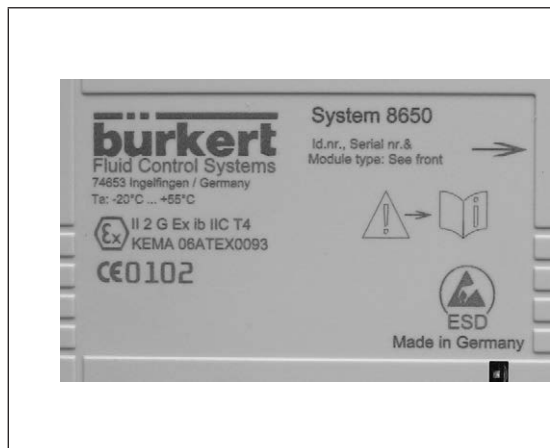 bürkert
Fluid Control Systems
74653 Ingelfingen / Germany
Ta: -20°C ... +55°C
Ex II 2 G Ex ib IIC T4
KEMA 06ATEX0093
CE0102
System 8650
Id.nr., Serial nr.&
Module type: See front
ESD
Made in Germany